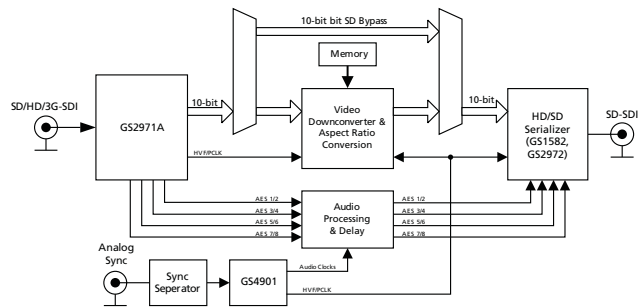 10-bit bit SD Bypass
Memory
SD/HD/3G-SDI
GS2971A
10-bit
Video
Downconverter &
Aspect Ratio
Conversion
10-bit
HD/SD
Serializer
(GS1582,
GS2972)
SD-SDI
HVF/PCLK
AES 1/2
AES 3/4
AES 5/6
AES 7/8
Audio
Processing
& Delay
AES 1/2
AES 3/4
AES 5/6
AES 7/8
Analog
Sync
Sync
Seperator
GS4901
Audio Clocks
HVF/PCLK